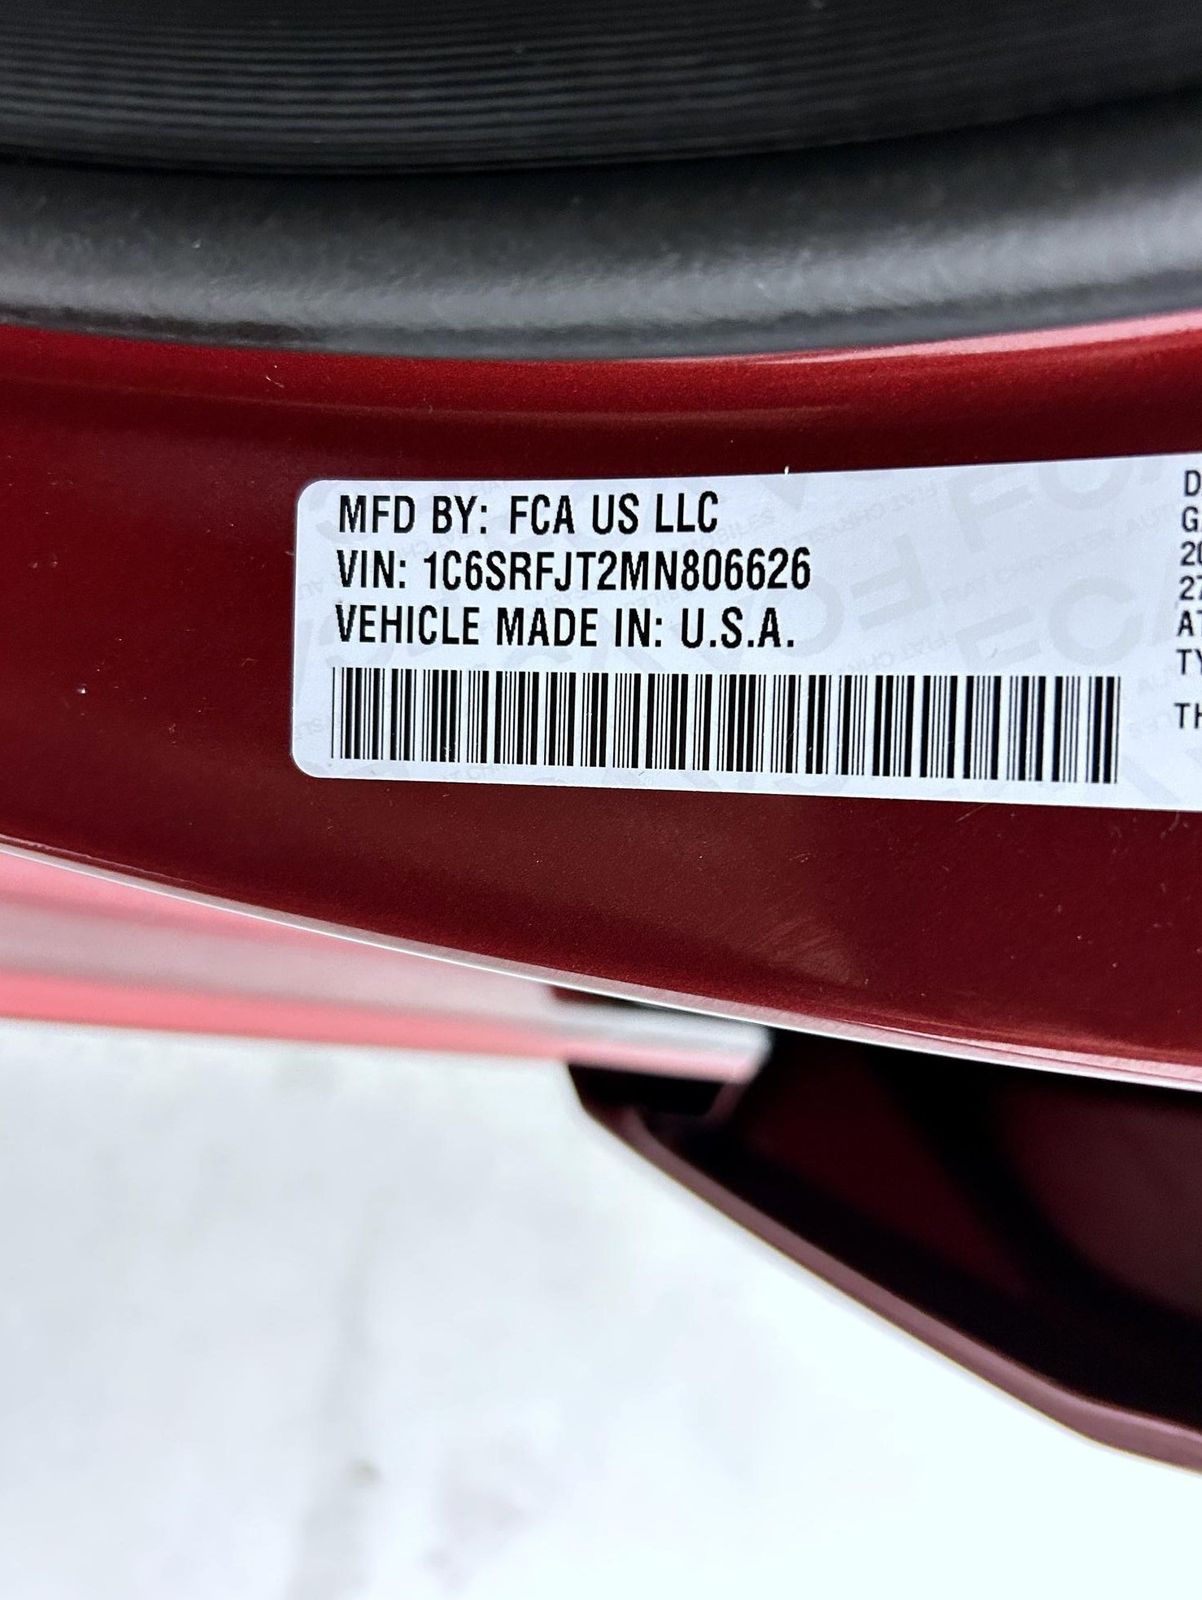 MFD BY: FCA US LLC
VIN: 1C6SRFJT2MN806626
VEHICLE MADE IN: U.S.A.